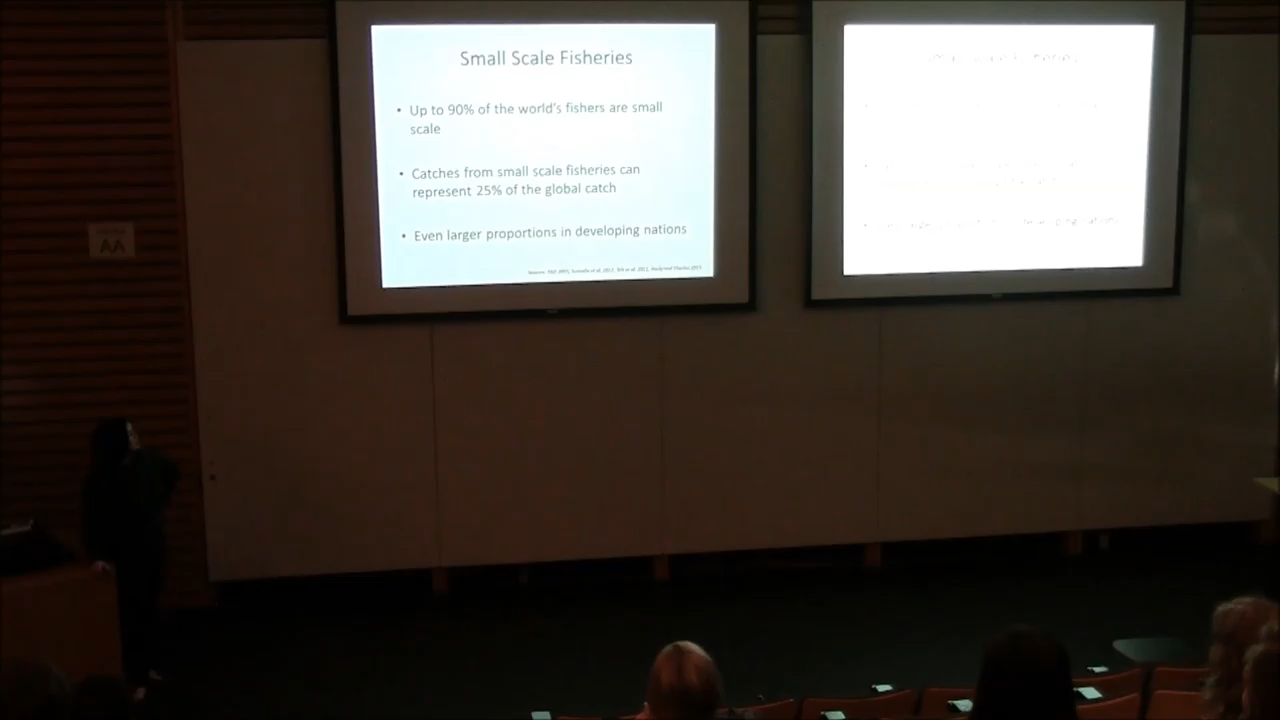 Small Scale Fisheries
• Up to 90% of the world's fishers are small
scale
• Catches from small scale fisheries can
represent 25% of the global catch
• Even larger proportions in developing nations
AA